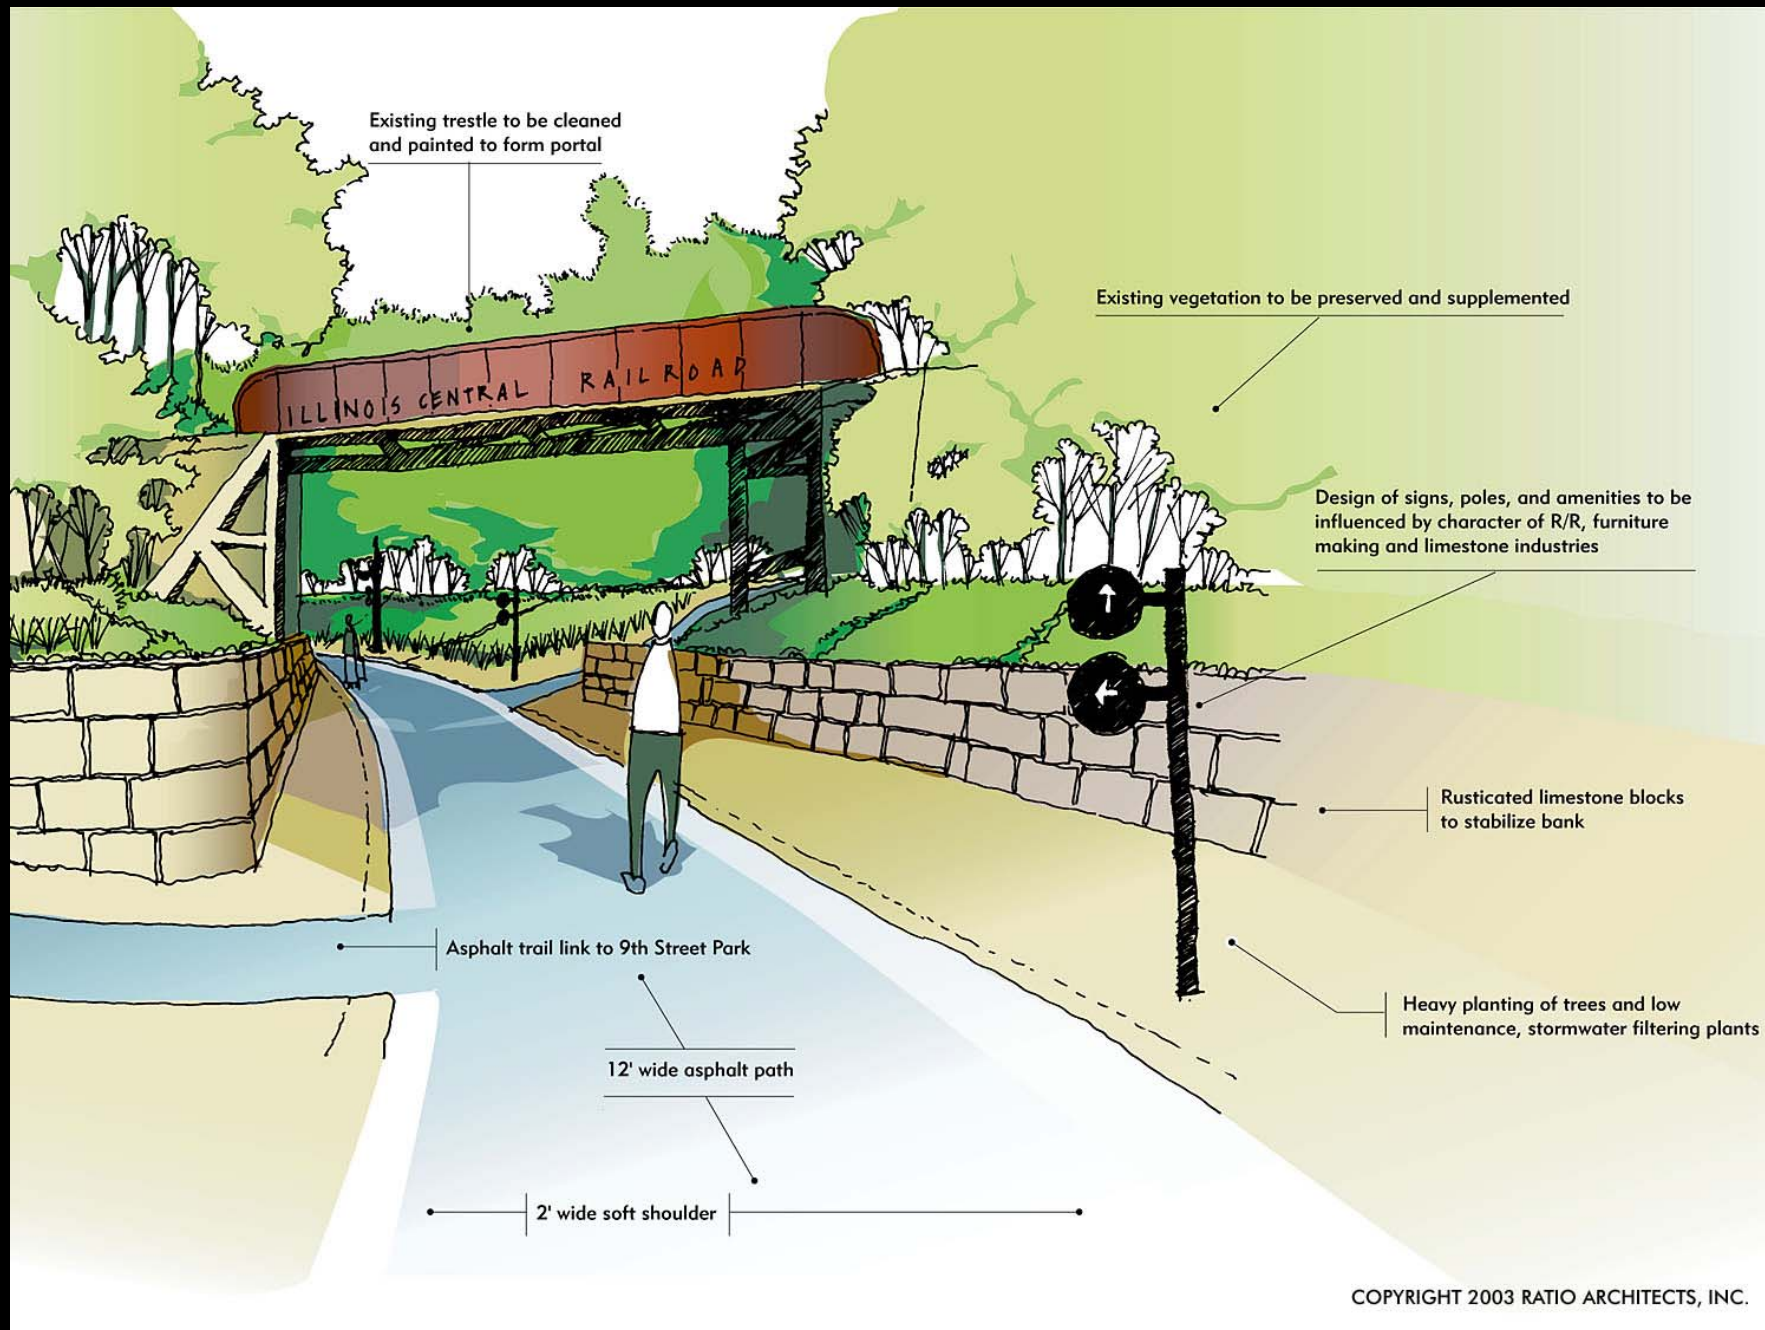 Existing trestle to be cleaned
and painted to form portal
Existing vegetation to be preserved and supplemented
ILLINOIS CENTRAL RAILROAD
Design of signs, poles, and amenities to be
influenced by character of R/R, furniture
making and limestone industries
Rusticated limestone blocks
to stabilize bank
Asphalt trail link to 9th Street Park
Heavy planting of trees and low
maintenance, stormwater filtering plants
12' wide asphalt path
2' wide soft shoulder
COPYRIGHT 2003 RATIO ARCHITECTS, INC.